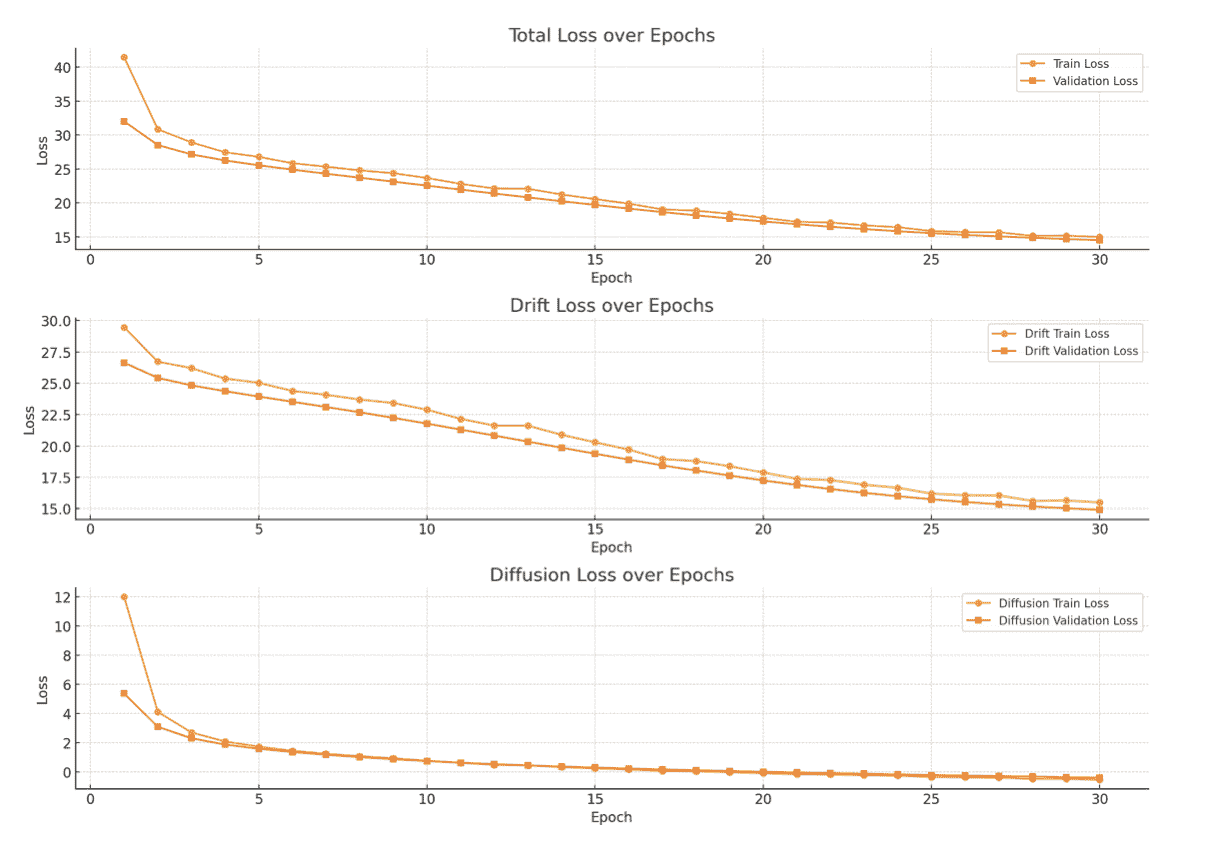 Total Loss over Epochs
Train Loss
Validation Loss
40
35
30
25
20
15
Loss
0 5 10 15 20 25 30
Epoch
Drift Loss over Epochs
Drift Train Loss
Drift Validation Loss
30.0
27.5
25.0
22.5
20.0
17.5
15.0
Loss
0 5 10 15 20 25 30
Epoch
Diffusion Loss over Epochs
Diffusion Train Loss
Diffusion Validation Loss
12
10
8
6
4
2
0
Loss
0 5 10 15 20 25 30
Epoch